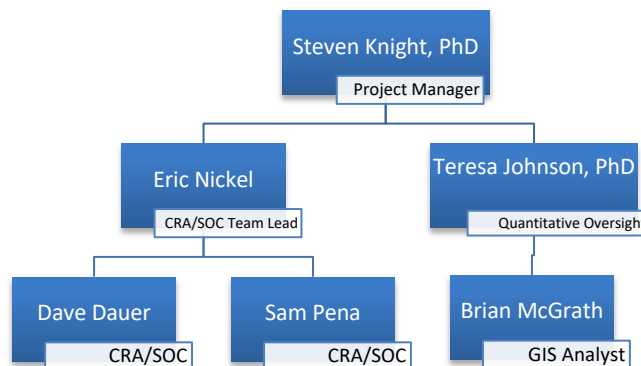 Steven Knight, PhD
Project Manager
Eric Nickel
CRA/SOC Team Lead
Teresa Johnson, PhD
Quantitative Oversigh
Dave Dauer
CRA/SOC
Sam Pena
CRA/SOC
Brian McGrath
GIS Analyst